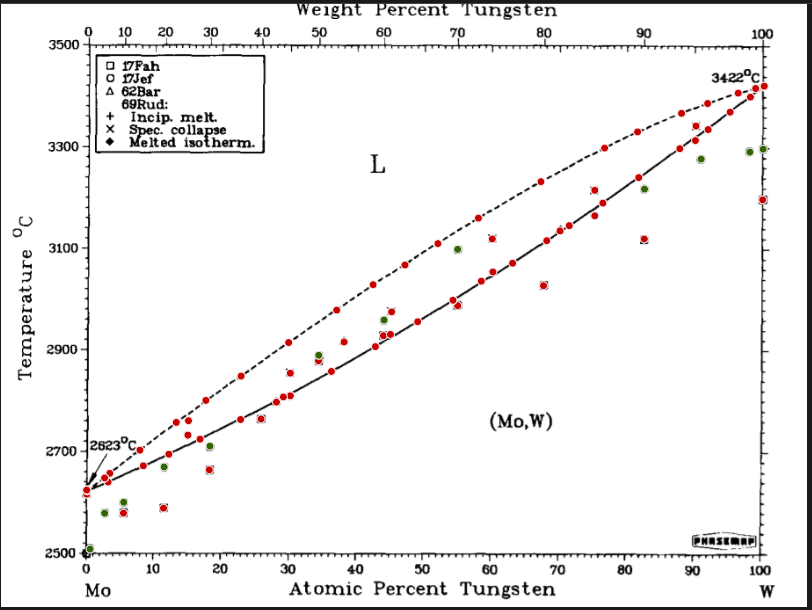 Weight Percent Tungsten
0 10 20 30 40 50 60 70 80 90 100
3500
17Fah
17Jef
62Bar
69Rud:
Incip. melt.
Spec. collapse
Melted isotherm.
3422°C
3300
L
3100
Temperature °C
2900
(Mo,W)
2700
2623°C
PHASEMAP
2500
0 10 20 30 40 50 60 70 80 90 100
Mo Atomic Percent Tungsten W